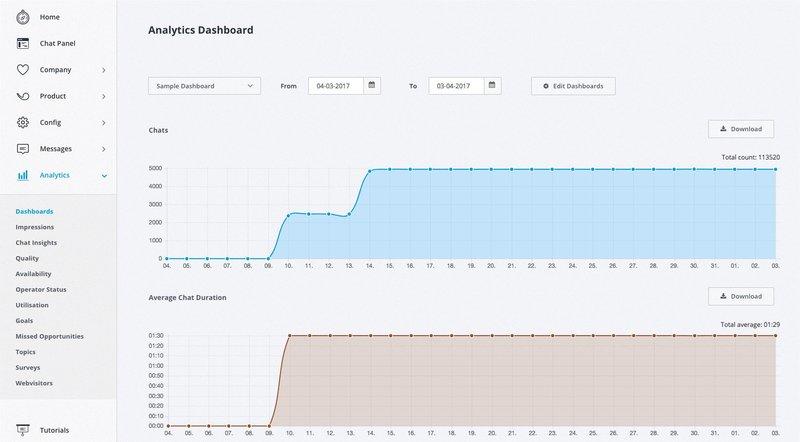 Home
Chat Panel
Company
Product
Config
Messages
Analytics
Dashboards
Impressions
Chat Insights
Quality
Availability
Operator Status
Utilisation
Goals
Missed Opportunities
Topics
Surveys
Webvisitors
Tutorials
Analytics Dashboard
Sample Dashboard From 04-03-2017 To 03-04-2017 Edit Dashboards
Chats Download
Total count: 113520
5000
4000
3000
2000
1000
0
04. 05. 06. 07. 08. 09. 10. 11. 12. 13. 14. 15. 16. 17. 18. 19. 20. 21. 22. 23. 24. 25. 26. 27. 28. 29. 30. 31. 01. 02. 03.
Average Chat Duration Download
Total average: 01:29
01:30
01:20
01:10
01:00
00:50
00:40
00:30
00:20
00:10
00:00
04. 05. 06. 07. 08. 09. 10. 11. 12. 13. 14. 15. 16. 17. 18. 19. 20. 21. 22. 23. 24. 25. 26. 27. 28. 29. 30. 31. 01. 02. 03.